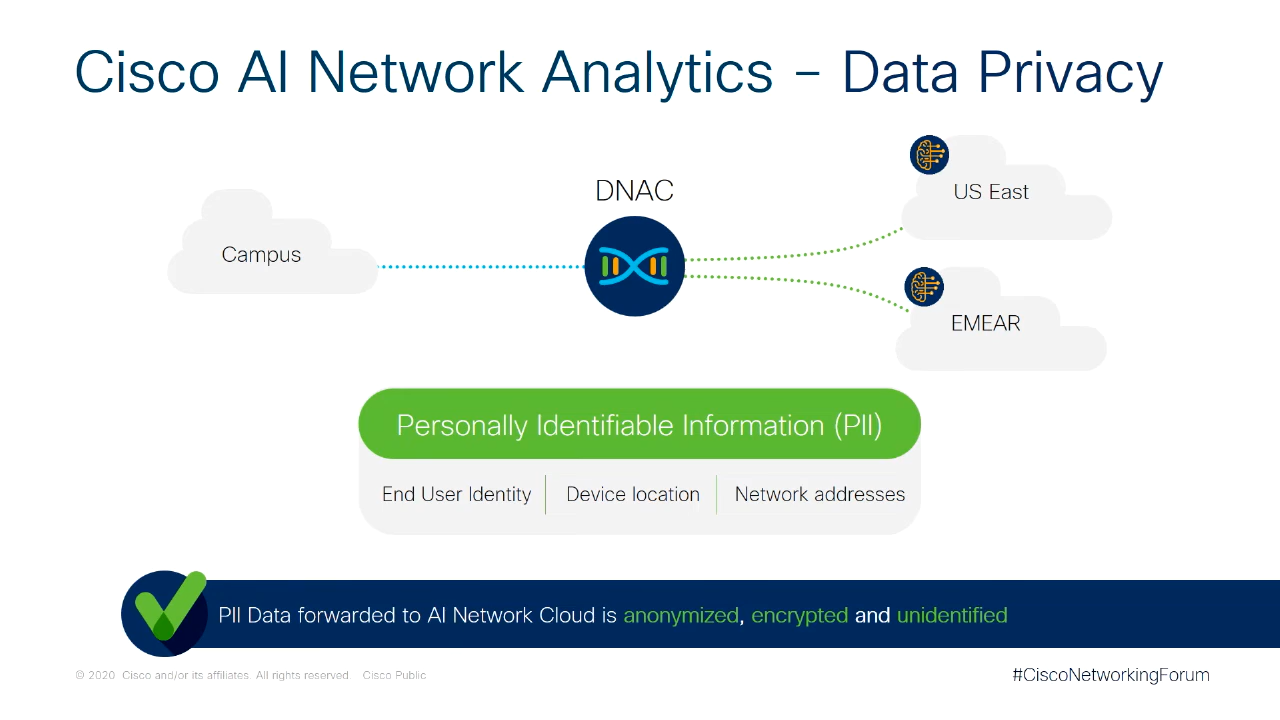 Cisco AI Network Analytics – Data Privacy
DNAC
US East
Campus
EMEAR
Personally Identifiable Information (PII)
End User Identity
Device location
Network addresses
PII Data forwarded to AI Network Cloud is anonymized, encrypted and unidentified
© 2020 Cisco and/or its affiliates. All rights reserved. Cisco Public
#CiscoNetworkingForum